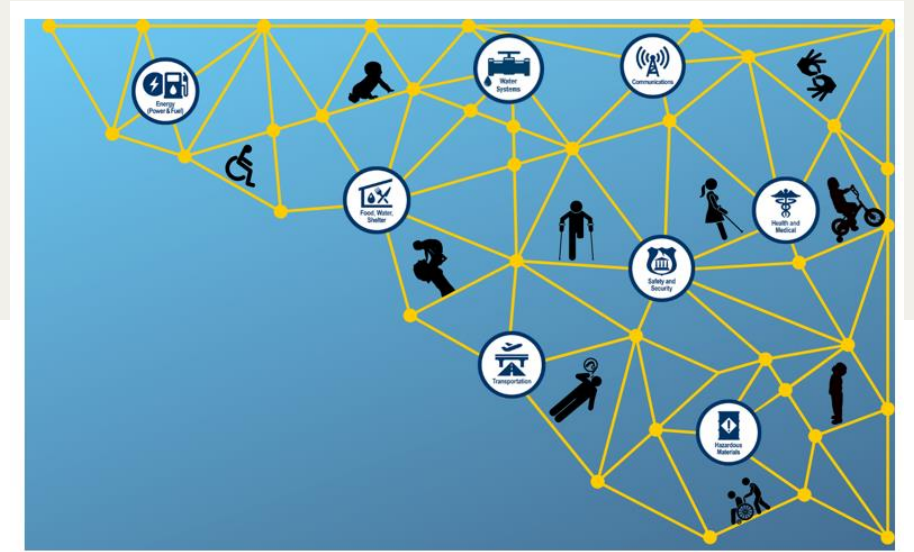 Energy
(Power & Fuel)
Water
Systems
Communications
Food, Water,
Shelter
Health and
Medical
Safety and
Security
Transportation
Hazardous
Materials